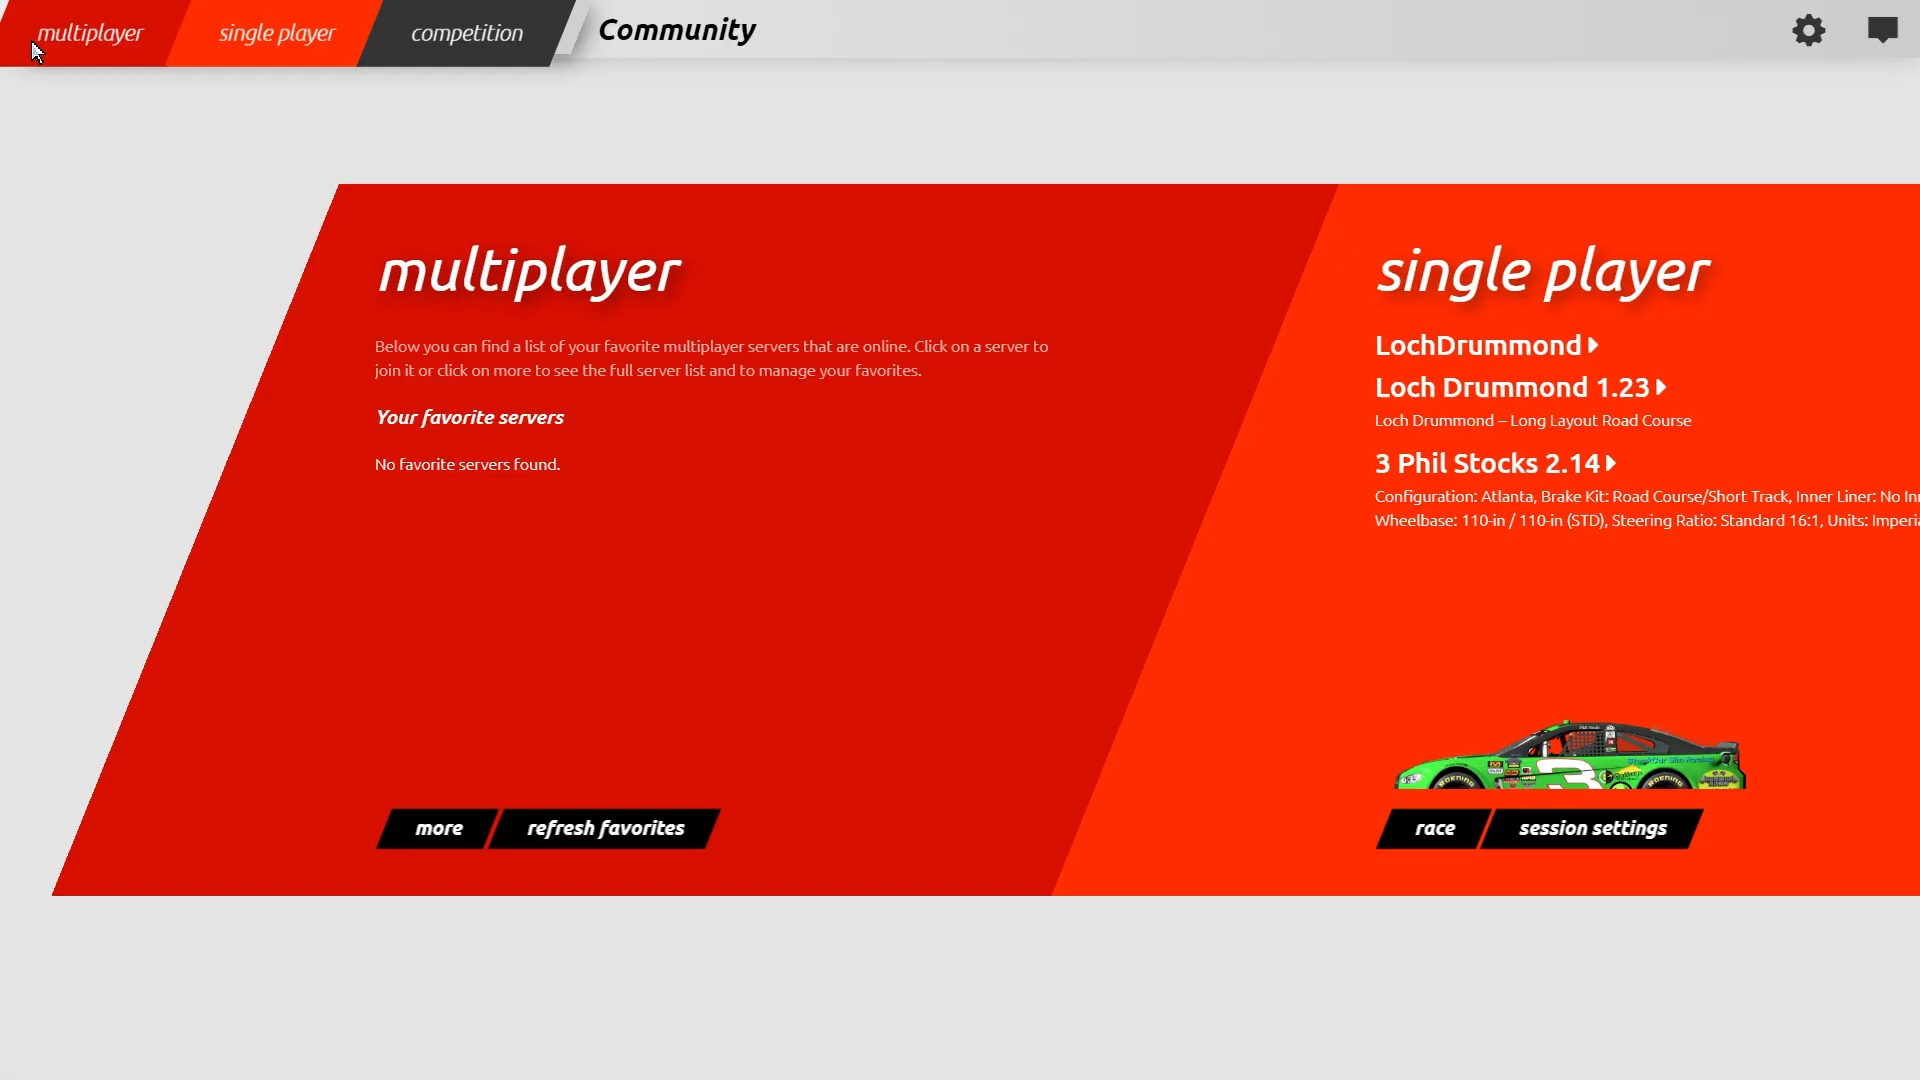 multiplayer
single player
competition
Community
multiplayer
Below you can find a list of your favorite multiplayer servers that are online. Click on a server to
join it or click on more to see the full server list and to manage your favorites.
Your favorite servers
No favorite servers found.
more
refresh favorites
single player
LochDrummond
Loch Drummond 1.23
Loch Drummond – Long Layout Road Course
3 Phil Stocks 2.14
Configuration: Atlanta, Brake Kit: Road Course/Short Track, Inner Liner: No
Wheelbase: 110-in / 110-in (STD), Steering Ratio: Standard 16:1, Units:
3
race
session settings